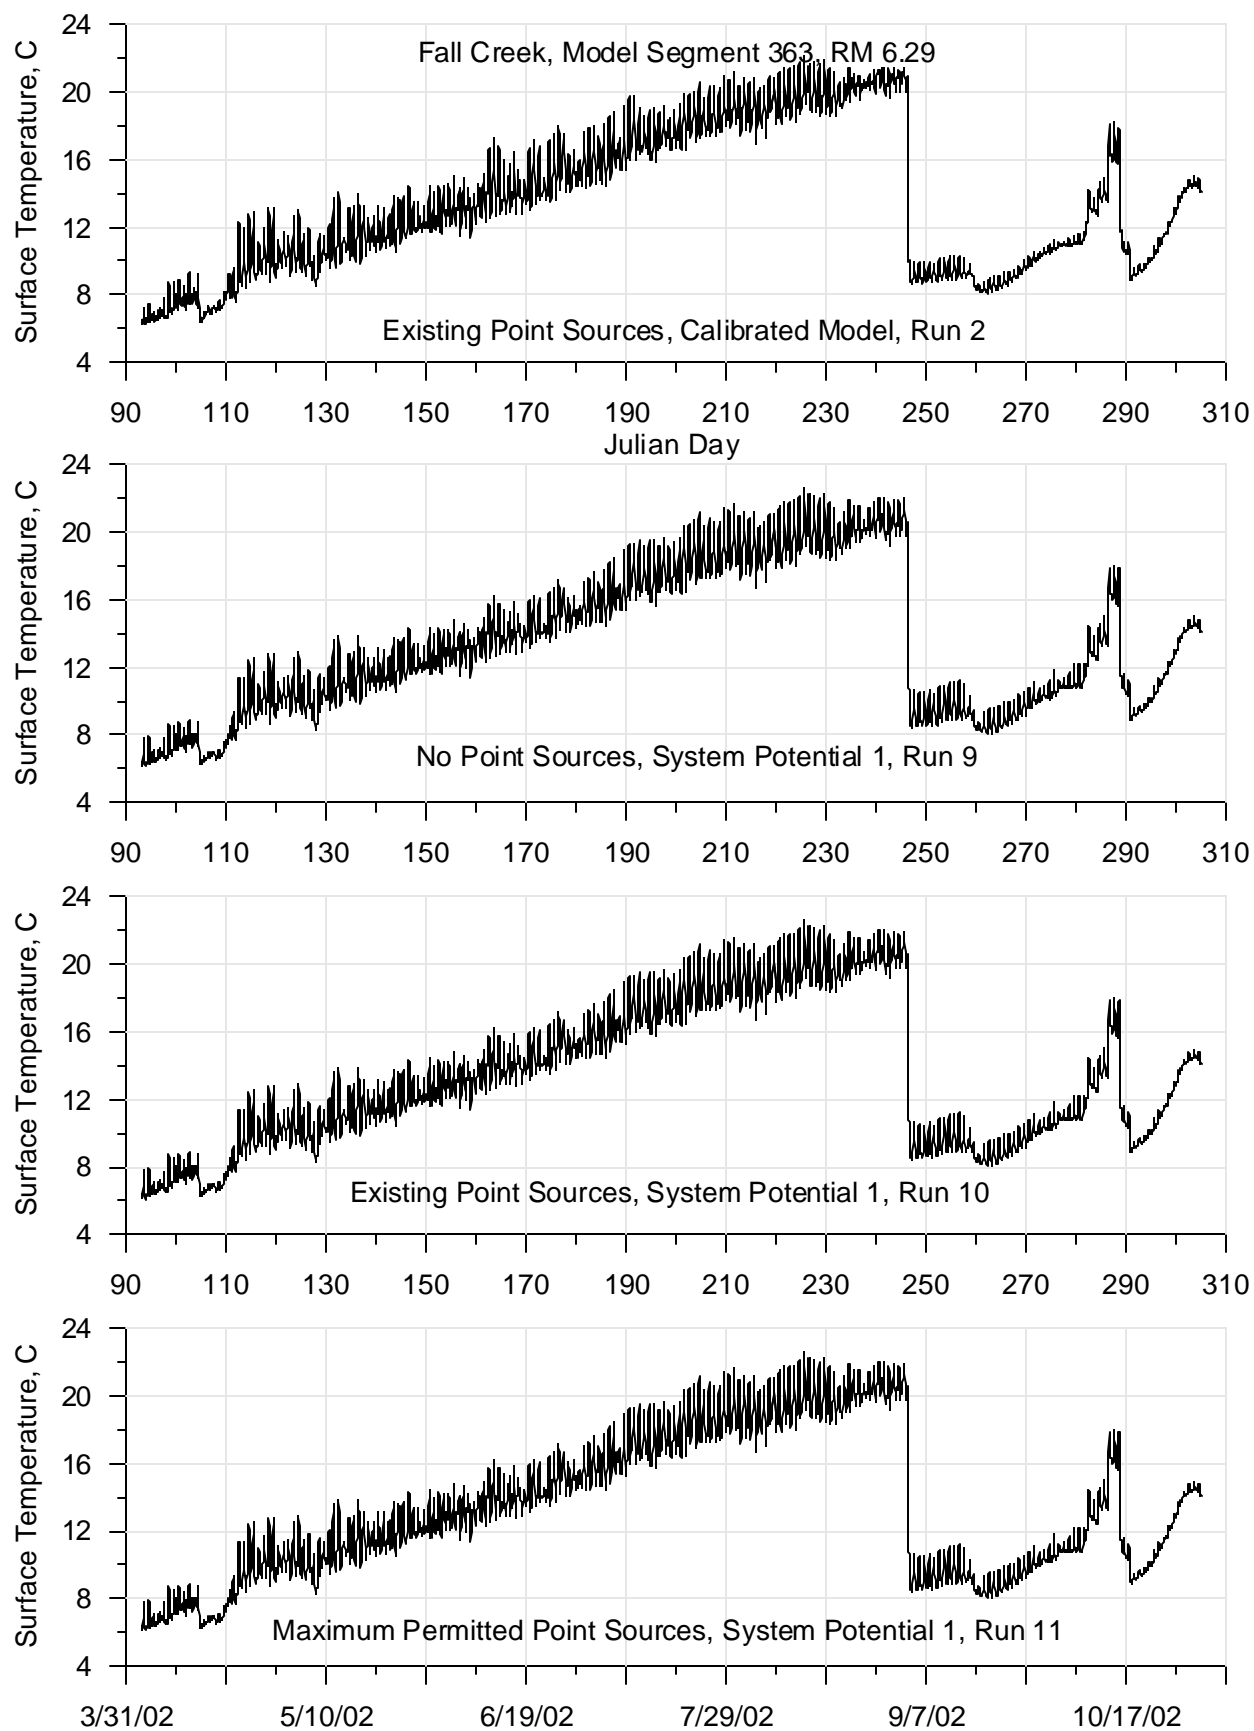 24
Fall Creek, Model Segment 363, RM 6.29
20
16
12
8
4
Surface Temperature, C
Existing Point Sources, Calibrated Model, Run 2
90 110 130 150 170 190 210 230 250 270 290 310
Julian Day
24
20
16
12
8
4
Surface Temperature, C
No Point Sources, System Potential 1, Run 9
90 110 130 150 170 190 210 230 250 270 290 310
24
20
16
12
8
4
Surface Temperature, C
Existing Point Sources, System Potential 1, Run 10
90 110 130 150 170 190 210 230 250 270 290 310
24
20
16
12
8
4
Surface Temperature, C
Maximum Permitted Point Sources, System Potential 1, Run 11
3/31/02 5/10/02 6/19/02 7/29/02 9/7/02 10/17/02